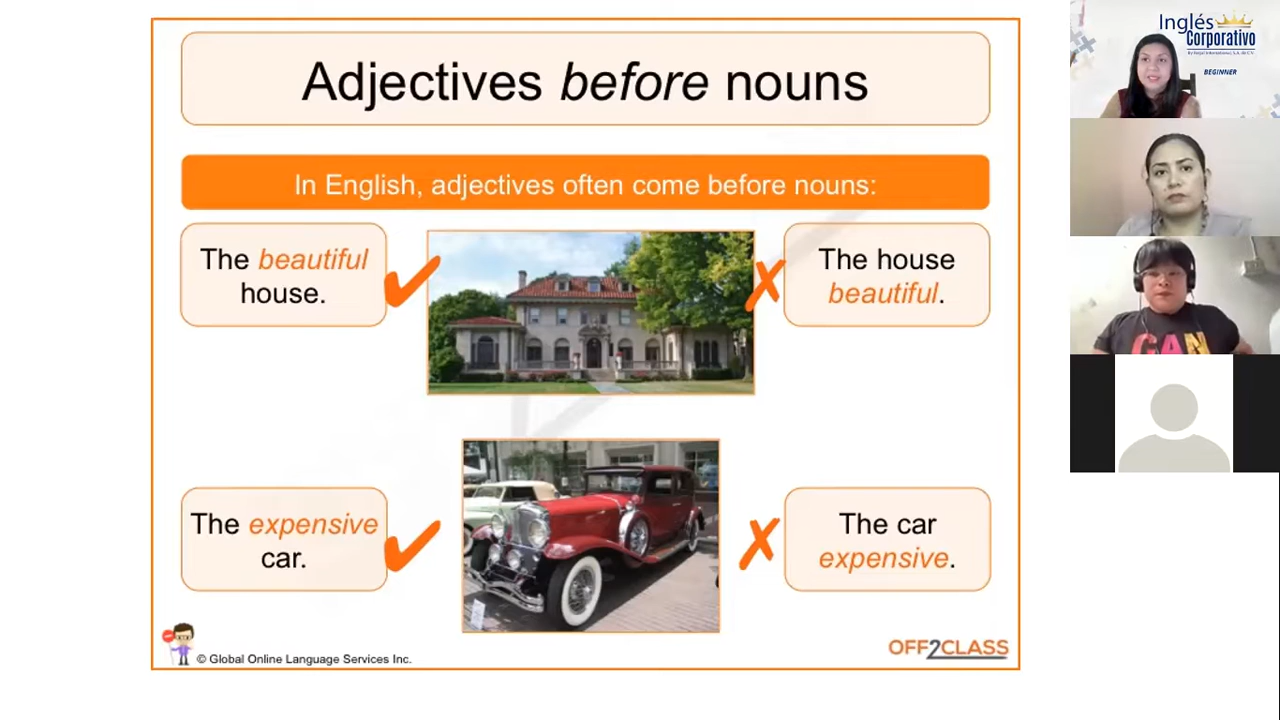 Adjectives before nouns
In English, adjectives often come before nouns:
The beautiful
house.
The house
beautiful.
The expensive
car.
The car
expensive.
© Global Online Language Services Inc.
OFF2CLASS
Inglés
Corporativo
BEGINNER
CAN